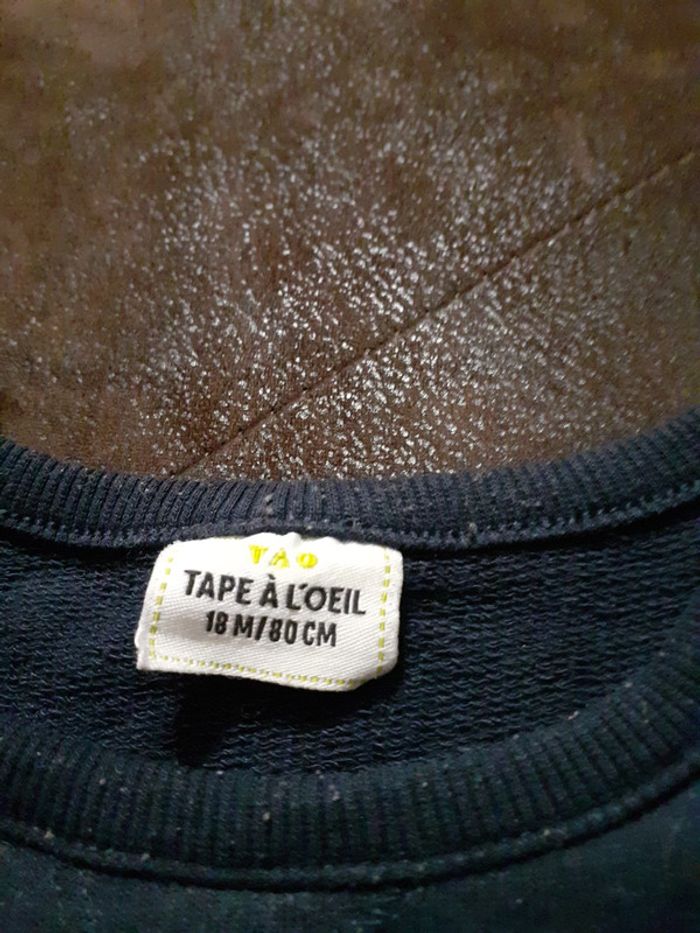 TAO
TAPE À L'OEIL
18 M/80 CM